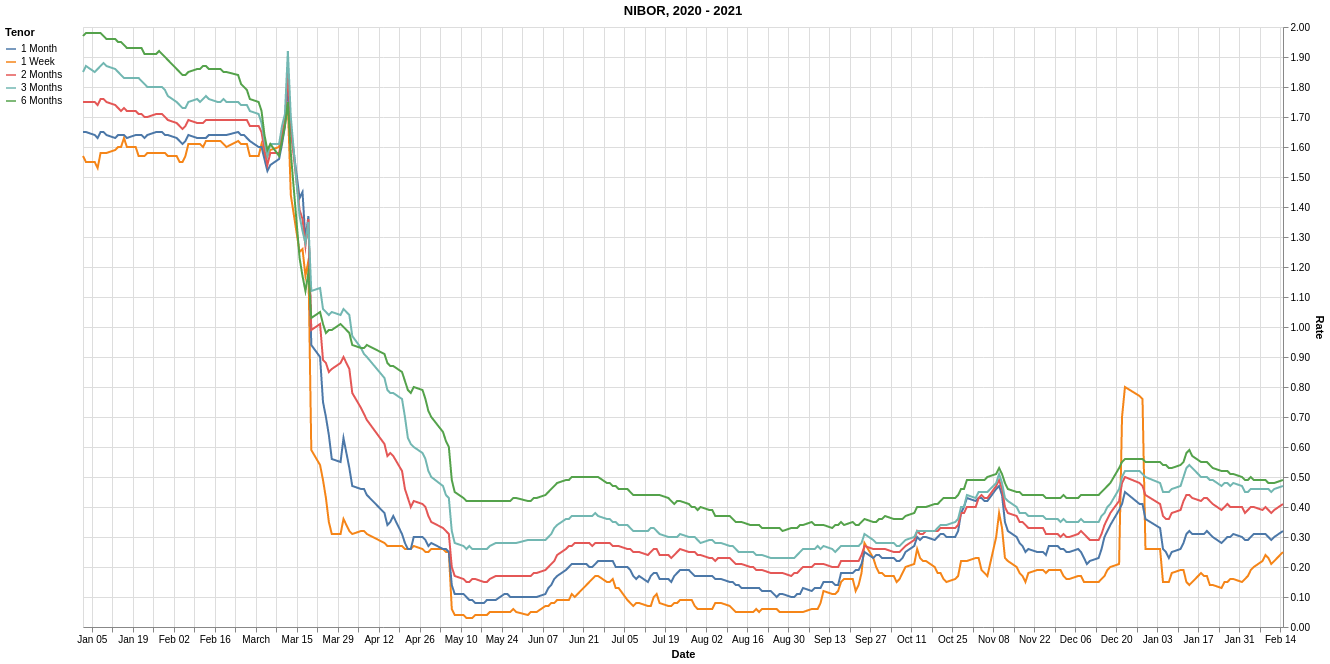 NIBOR, 2020 - 2021
Tenor
1 Month
1 Week
2 Months
3 Months
6 Months
2.00
1.90
1.80
1.70
1.60
1.50
1.40
1.30
1.20
1.10
1.00
0.90
0.80
0.70
0.60
0.50
0.40
0.30
0.20
0.10
0.00
Rate
Jan 05 Jan 19 Feb 02 Feb 16 March Mar 15 Mar 29 Apr 12 Apr 26 May 10 May 24 Jun 07 Jun 21 Jul 05 Jul 19 Aug 02 Aug 16 Aug 30 Sep 13 Sep 27 Oct 11 Oct 25 Nov 08 Nov 22 Dec 06 Dec 20 Jan 03 Jan 17 Jan 31 Feb 14
Date